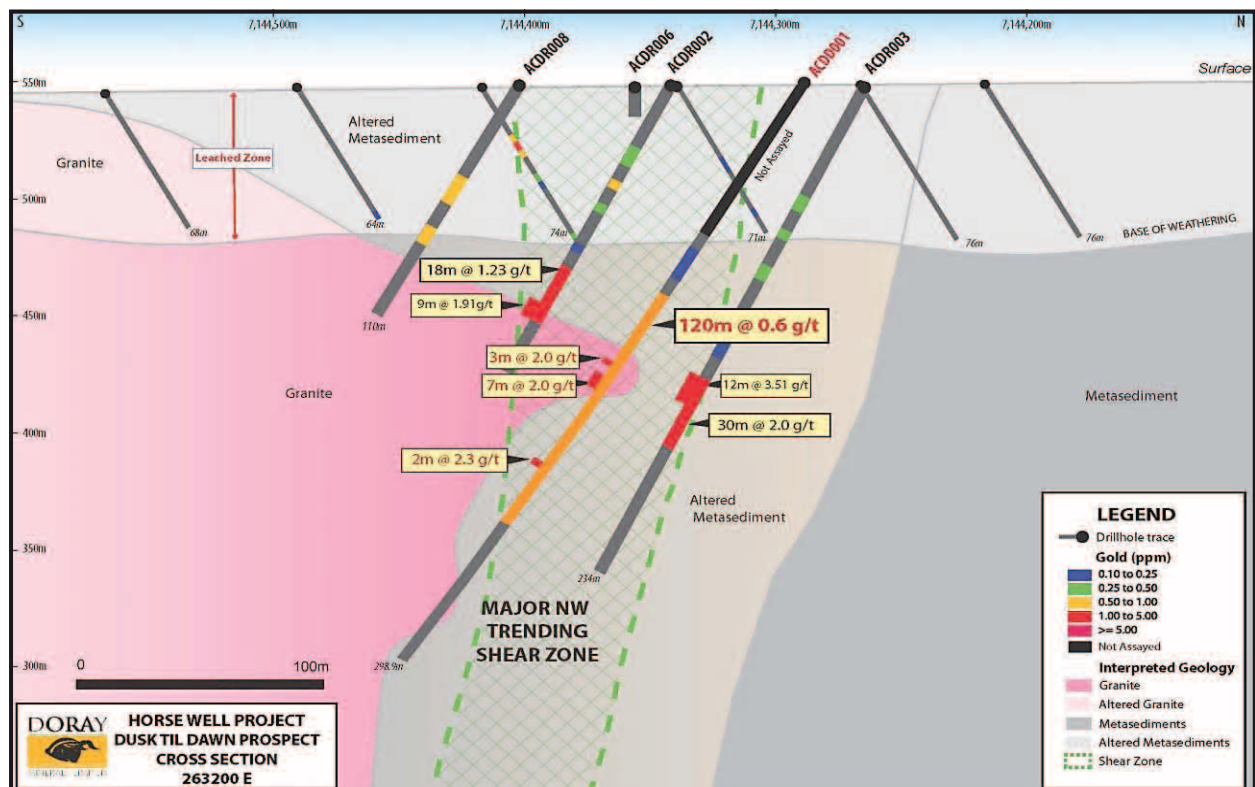 S
7,144,500m
7,144,400m
7,144,300m
7,144,200m
N
ACDR008
ACDR006
ACDR002
ACDD001
ACDR003
Surface
550m
500m
450m
400m
350m
300m
Granite
Leached Zone
Altered
Metasediment
Not Assayed
BASE OF WEATHERING
68m
64m
74m
71m
76m
76m
110m
18m @ 1.23 g/t
9m @ 1.91g/t
120m @ 0.6 g/t
3m @ 2.0 g/t
7m @ 2.0 g/t
12m @ 3.51 g/t
30m @ 2.0 g/t
2m @ 2.3 g/t
Granite
Metasediment
Altered
Metasediment
234m
298.9m
MAJOR NW
TRENDING
SHEAR ZONE
0
100m
DORAY
MINERALS LIMITED
HORSE WELL PROJECT
DUSK TIL DAWN PROSPECT
CROSS SECTION
263200 E
LEGEND
Drillhole trace
Gold (ppm)
0.10 to 0.25
0.25 to 0.50
0.50 to 1.00
1.00 to 5.00
>= 5.00
Not Assayed
Interpreted Geology
Granite
Altered Granite
Metasediments
Altered Metasediments
Shear Zone